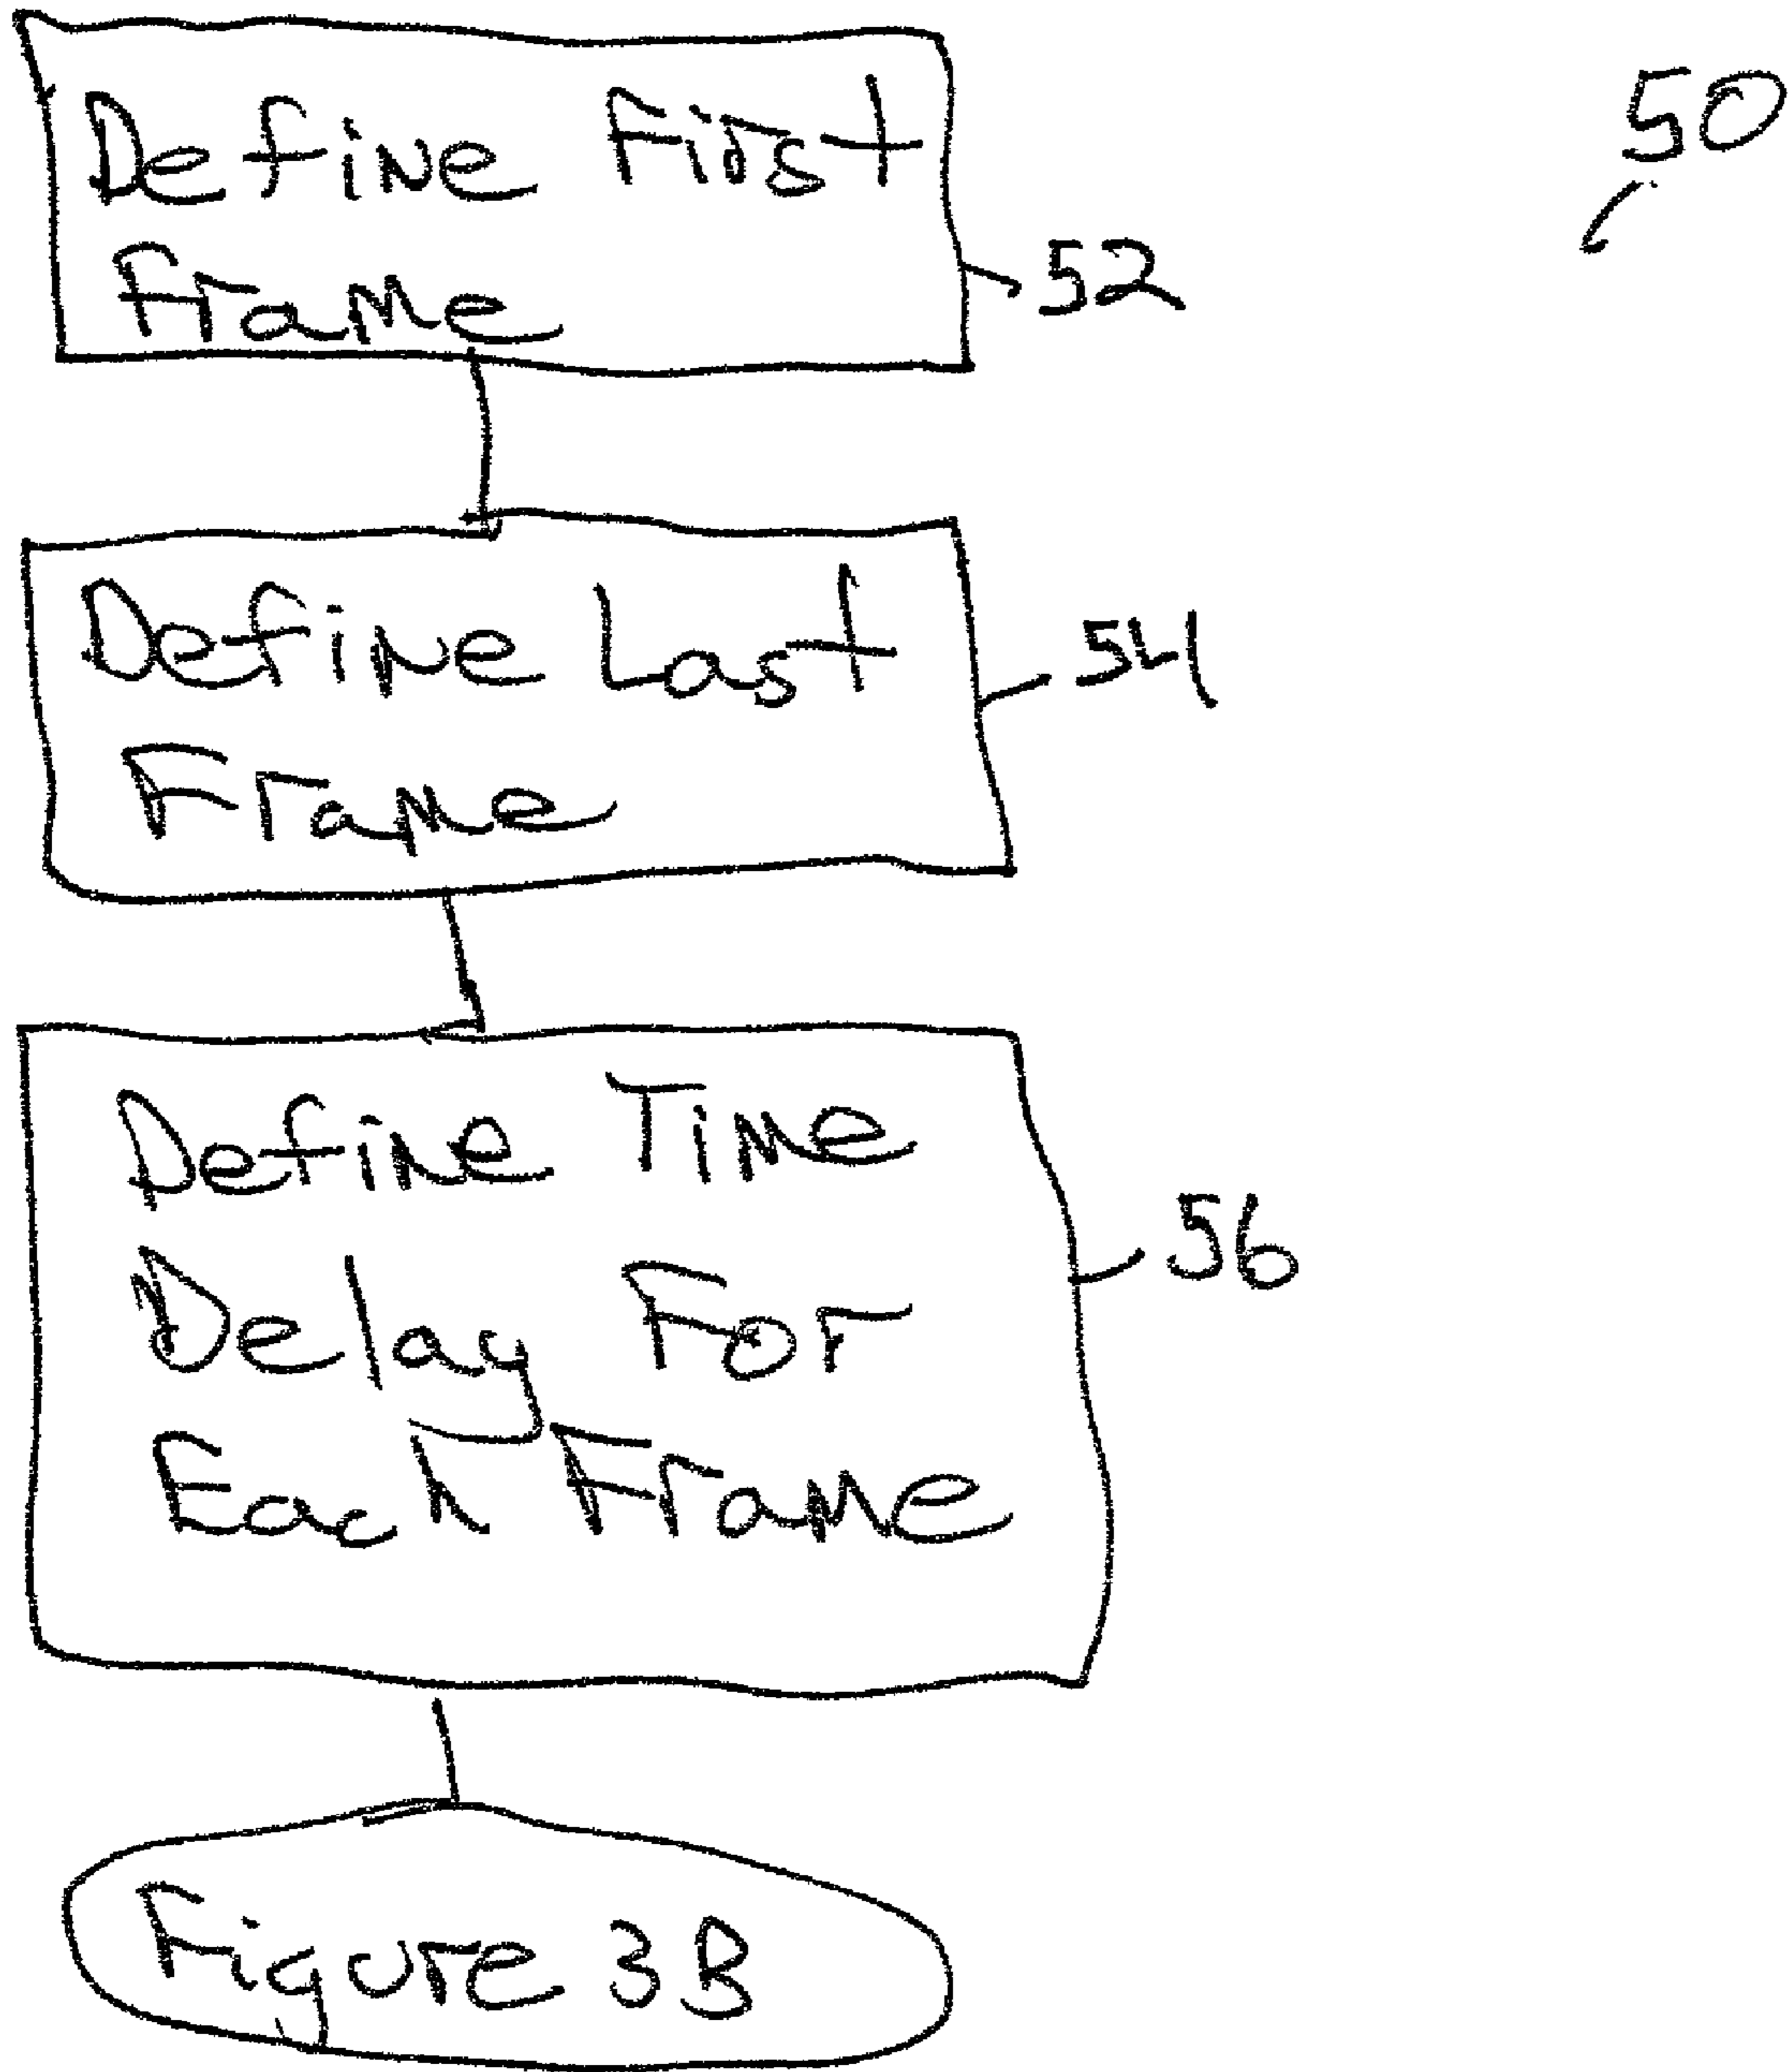 50
Define First
Frame
52
Define Last
Frame
54
Define Time
Delay For
Each Frame
56
Figure 3B